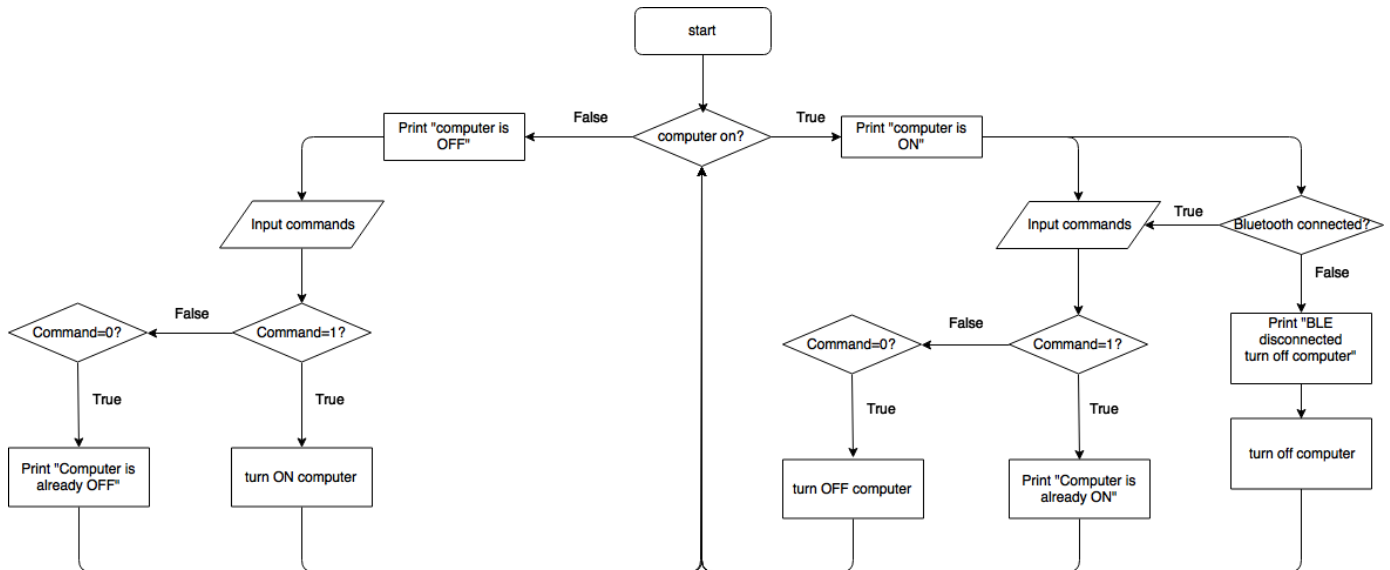 start
False
computer on?
True
Print "computer is
OFF"
Print "computer is
ON"
Input commands
Input commands
True
Bluetooth connected?
False
Command=0?
False
Command=1?
Command=0?
False
Command=1?
Print "BLE
disconnected
turn off computer"
True
True
True
True
Print "Computer is
already OFF"
turn ON computer
turn OFF computer
Print "Computer is
already ON"
turn off computer